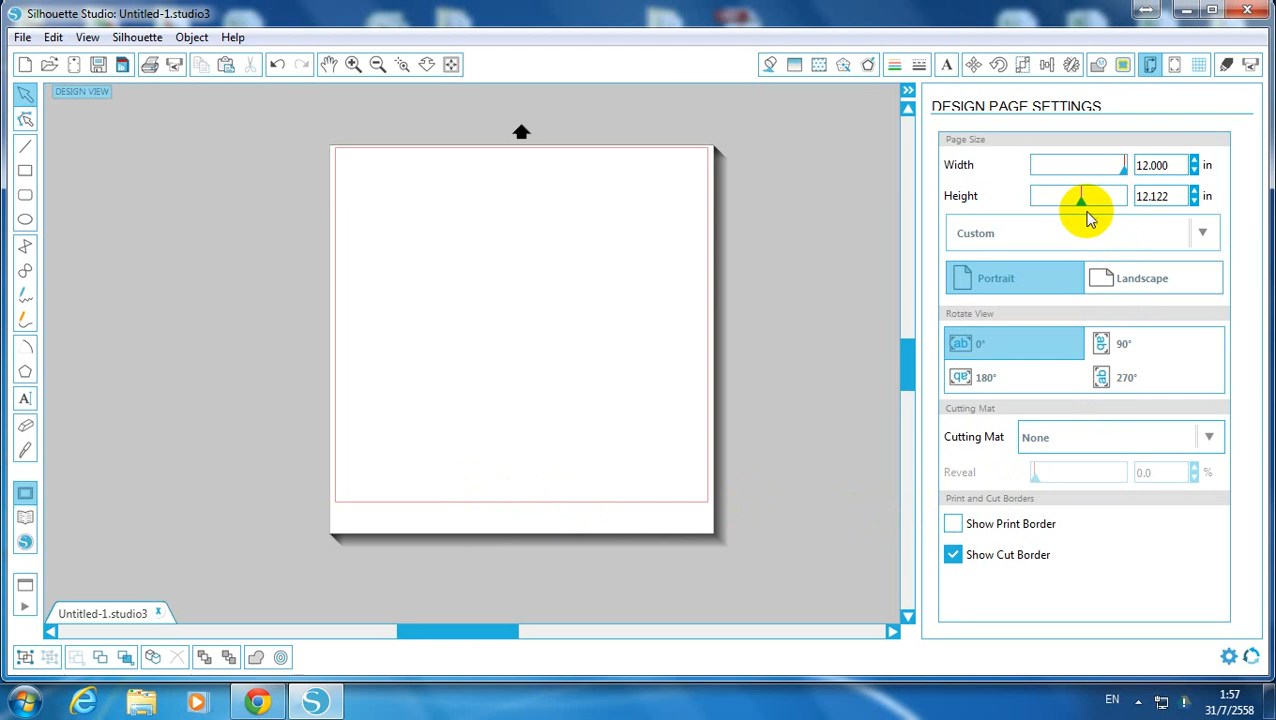 Silhouette Studio: Untitled-1.studio3
File Edit View Silhouette Object Help
DESIGN VIEW
DESIGN PAGE SETTINGS
Page Size
Width 12.000 in
Height 12.122 in
Custom
Portrait Landscape
Rotate View
0° 90°
180° 270°
Cutting Mat
Cutting Mat None
Reveal 0.0 %
Print and Cut Borders
Show Print Border
Show Cut Border
Untitled-1.studio3 x
EN 1:57
31/7/2558